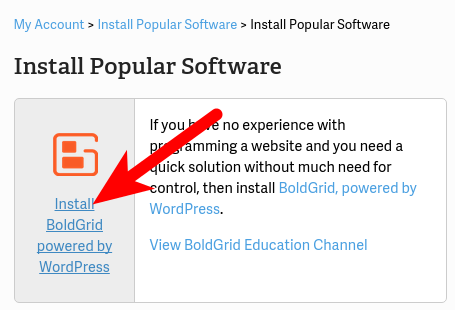 My Account > Install Popular Software > Install Popular Software
Install Popular Software
Install
BoldGrid
powered by
WordPress
If you have no experience with
programming a website and you need a
quick solution without much need for
control, then install BoldGrid, powered by
WordPress.
View BoldGrid Education Channel